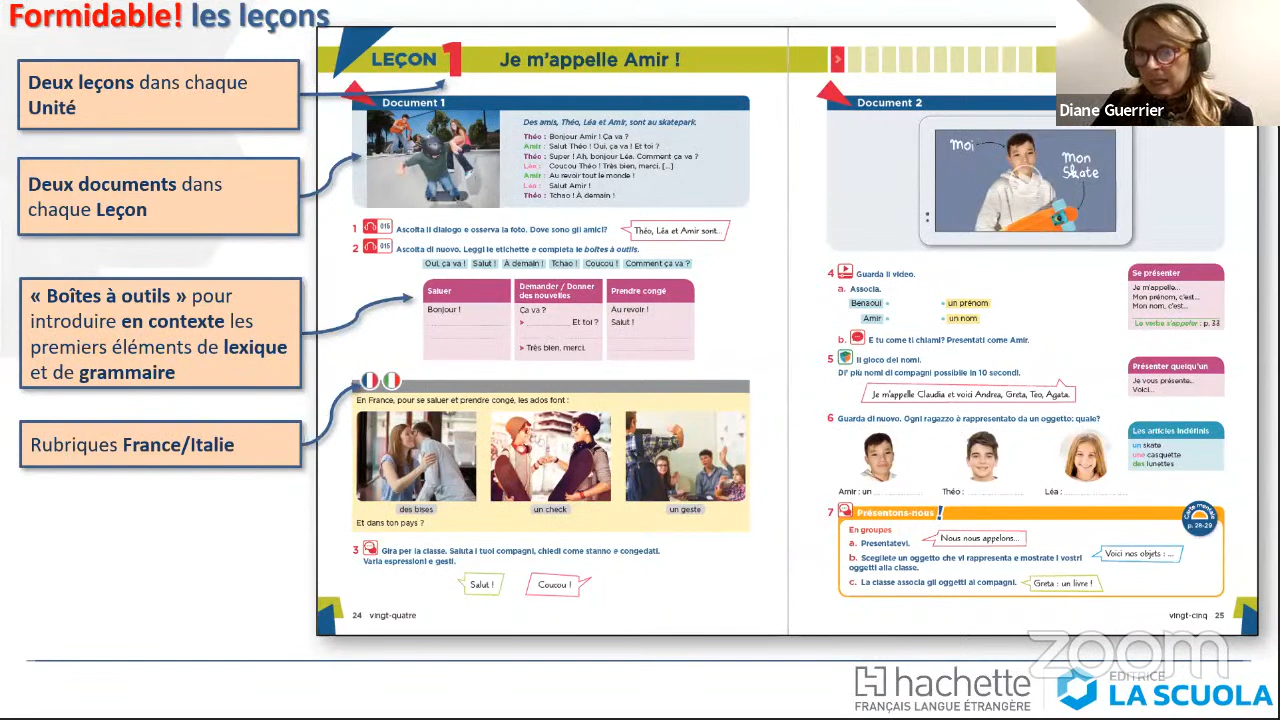 Formidable! les leçons
Deux leçons dans chaque
Unité
Deux documents dans
chaque Leçon
« Boîtes à outils » pour
introduire en contexte les
premiers éléments de lexique
et de grammaire
Rubriques France/Italie
LEÇON 1
Je m'appelle Amir !
Document 1
Des amis, Théo, Léa et Amir, sont au skatepark.
Théo : Bonjour Amir ! Ça va ?
Amir : Salut Théo ! Oui, ça va ! Et toi ?
Théo : Super ! Ah, bonjour Léa. Comment ça va ?
Léa : Coucou Théo ! Très bien, merci. [...]
Amir : Au revoir tout le monde !
Léa : Salut Amir !
Théo : Tchao ! À demain !
1 015 Ascolta il dialogo e osserva la foto. Dove sono gli amici?
Théo, Léa et Amir sont...
2 015 Ascolta di nuovo. Leggi le etichette e completa le boîtes à outils.
Oui, ça va ! Salut ! À demain ! Tchao ! Coucou ! Comment ça va ?
Saluer
Bonjour !
Demander / Donner
des nouvelles
Ça va ?
Et toi ?
Très bien, merci.
Prendre congé
Au revoir !
Salut !
En France, pour se saluer et prendre congé, les ados font :
des bises
un check
un geste
Et dans ton pays ?
3 Gira per la classe. Saluta i tuoi compagni, chiedi come stanno e congedati.
Varia espressioni e gesti.
Salut !
Coucou !
24 vingt-quatre
Document 2
moi
mon
Skate
4 Guarda il video.
a. Associa.
Benaoui
un prénom
Amir
un nom
b. E tu come ti chiami? Presentati come Amir.
Se présenter
Je m'appelle...
Mon prénom, c'est...
Mon nom, c'est...
Le verbe s'appeler : p. 33
5 Il gioco dei nomi.
Di' più nomi di compagni possibile in 10 secondi.
Je m'appelle Claudia et voici Andrea, Greta, Teo, Agata.
Présenter quelqu'un
Je vous présente...
Voici...
6 Guarda di nuovo. Ogni ragazzo è rappresentato da un oggetto: quale?
Amir : un
Théo :
Léa :
Les articles indéfinis
un skate
une casquette
des lunettes
7 Présentons-nous !
Carte mentale
p. 28-29
En groupes
a. Presentatevi.
Nous nous appelons...
b. Scegliete un oggetto che vi rappresenta e mostrate i vostri
oggetti alla classe.
Voici nos objets : ...
c. La classe associa gli oggetti ai compagni.
Greta : un livre !
vingt-cinq 25
Diane Guerrier
zoom
hachette
FRANÇAIS LANGUE ÉTRANGÈRE
EDITRICE
LA SCUOLA